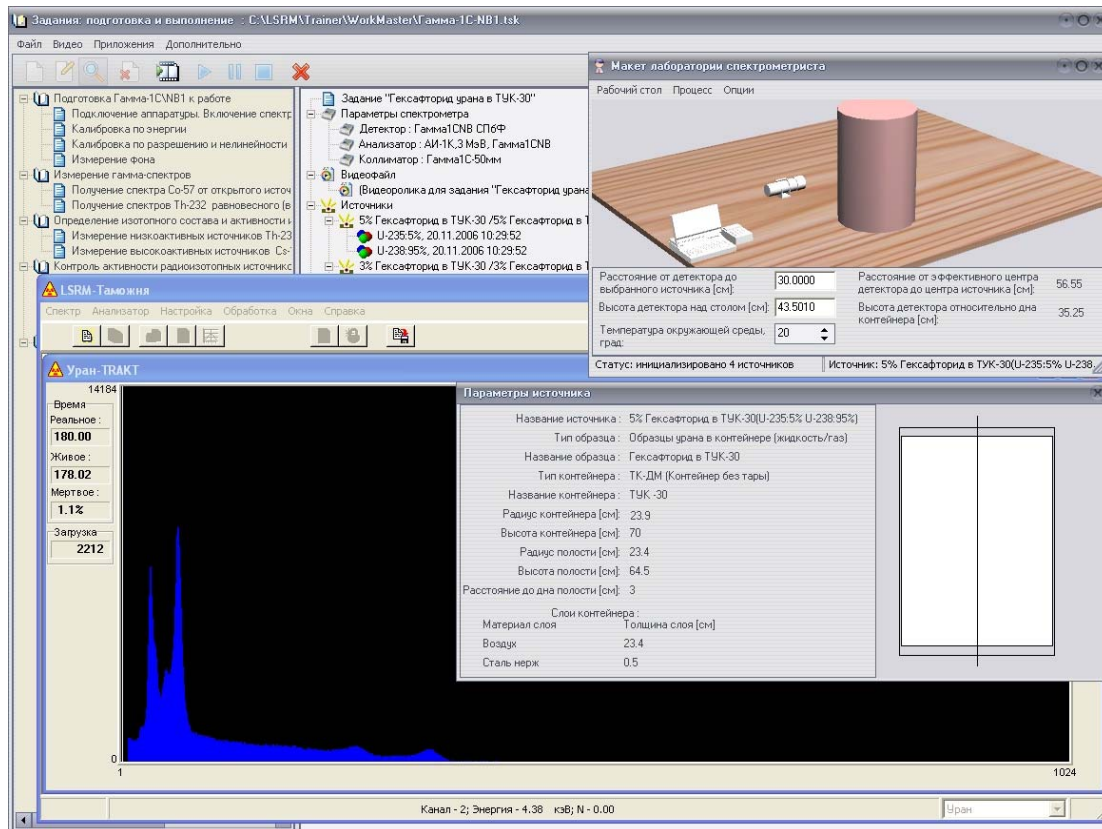 Задания: подготовка и выполнение : C:\LSRM\Trainer\WorkMaster\Гамма-1С-NB1.tsk
Файл Видео Приложения Дополнительно
Подготовка Гамма-1С\NB1 к работе
Подключение аппаратуры. Включение спектр
Калибровка по энергии
Калибровка по разрешению и нелинейности
Измерение фона
Измерение гамма-спектров
Получение спектра Co-57 от открытого источ
Получение спектров Th-232 равновесного (в
Определение изотопного состава и активности и
Измерение низкоактивных источников Th-23
Измерение высокоактивных источников Cs-
Контроль активности радиоизотопных источникс
Задание "Гексафторид урана в ТУК-30"
Параметры спектрометра
Детектор : Гамма1CNB СПбФ
Анализатор : АИ-1К,3 МэВ, Гамма1CNB
Коллиматор : Гамма1С-50мм
Видеофайл
(Видеоролика для задания "Гексафторид урана
Источники
5% Гексафторид в ТУК-30 /5% Гексафторид в Т
U-235:5%, 20.11.2006 10:29:52
U-238:95%, 20.11.2006 10:29:52
3% Гексафторид в ТУК-30 /3% Гексафторид в Т
Макет лаборатории спектрометриста
Рабочий стол Процесс Опции
Расстояние от детектора до выбранного источника [см]: 30.0000
Расстояние от эффективного центра детектора до центра источника [см]: 56.55
Высота детектора над столом [см]: 43.5010
Высота детектора относительно дна контейнера [см]: 35.25
Температура окружающей среды, град: 20
Статус: инициализировано 4 источников
Источник: 5% Гексафторид в ТУК-30(U-235:5% U-238,
LSRM-Таможня
Спектр Анализатор Настройка Обработка Окна Справка
Уран-TRAKT
14184
Время
Реальное :
180.00
Живое :
178.02
Мертвое :
1.1%
Загрузка
2212
0
1
1024
Параметры источника
Название источника : 5% Гексафторид в ТУК-30(U-235:5% U-238:95%)
Тип образца : Образцы урана в контейнере (жидкость/газ)
Название образца : Гексафторид в ТУК-30
Тип контейнера : ТК-ДМ (Контейнер без тары)
Название контейнера : ТУК -30
Радиус контейнера [см]: 23.9
Высота контейнера [см]: 70
Радиус полости [см]: 23.4
Высота полости [см]: 64.5
Расстояние до дна полости [см]: 3
Слои контейнера :
Материал слоя Толщина слоя [см]
Воздух 23.4
Сталь нерж 0.5
Канал - 2; Энергия - 4.38 кэВ; N - 0.00
Уран